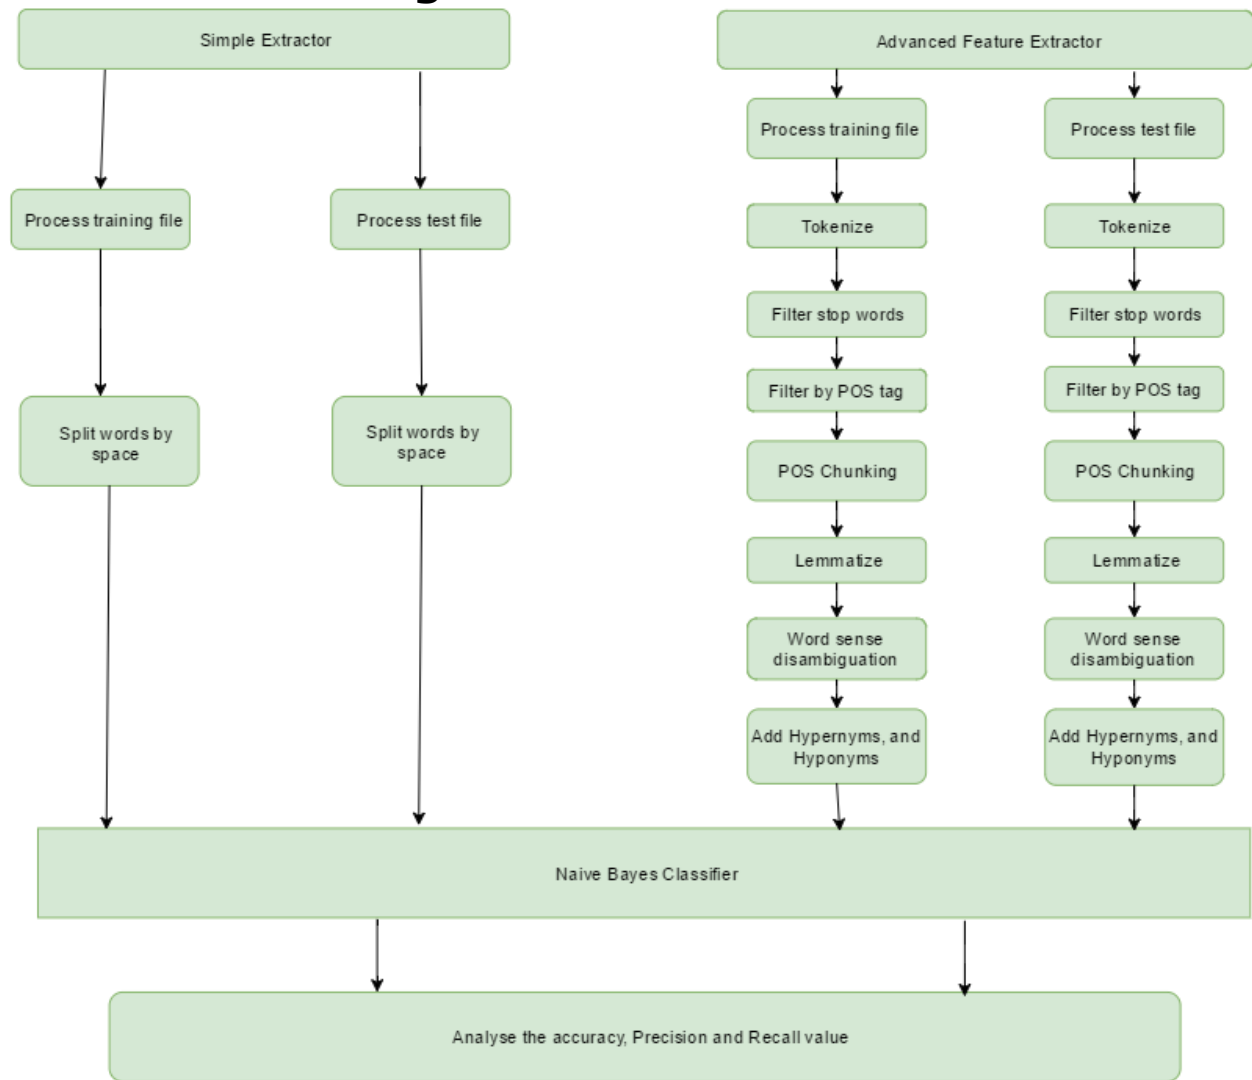 Simple Extractor
Advanced Feature Extractor
Process training file
Process test file
Process training file
Process test file
Tokenize
Tokenize
Filter stop words
Filter stop words
Filter by POS tag
Filter by POS tag
Split words by
space
Split words by
space
POS Chunking
POS Chunking
Lemmatize
Lemmatize
Word sense
disambiguation
Word sense
disambiguation
Add Hypernyms, and
Hyponyms
Add Hypernyms, and
Hyponyms
Naive Bayes Classifier
Analyse the accuracy, Precision and Recall value